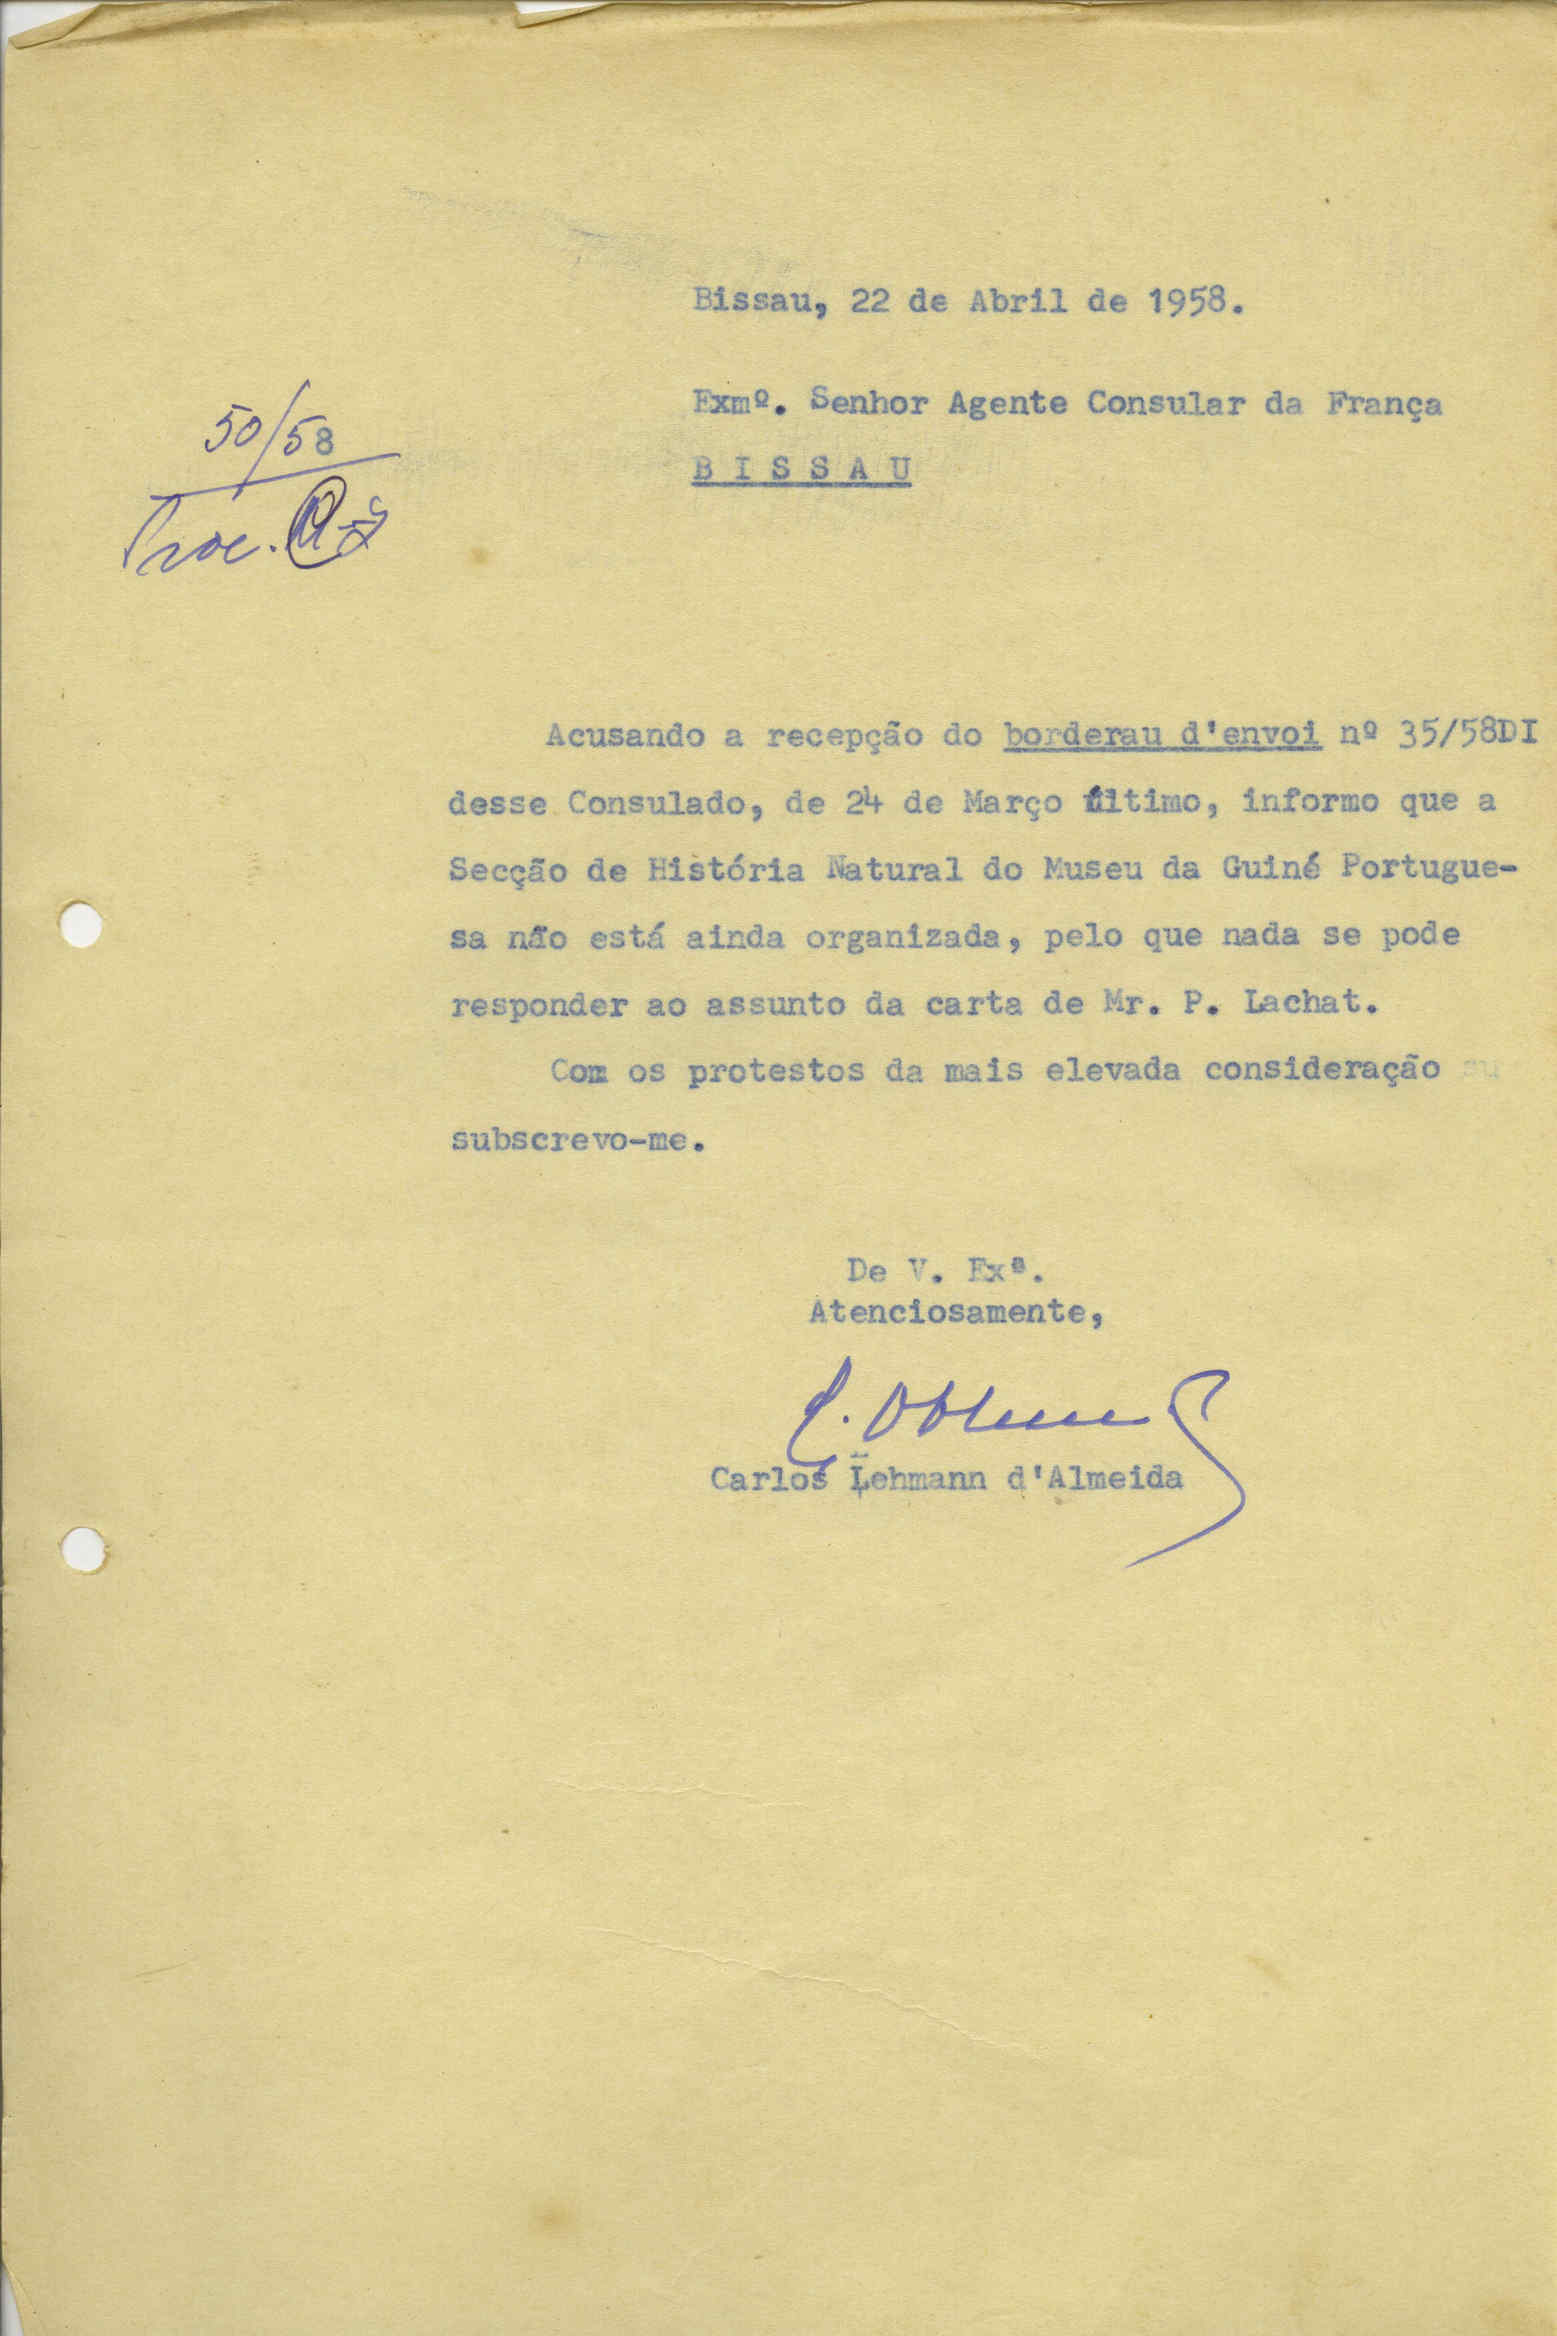 Bissau, 22 de Abril de 1958.
Exmº. Senhor Agente Consular da França
B I S S A U
50/58
Proc.
Acusando a recepção do borderau d'envoi nº 35/58DI
desse Consulado, de 24 de Março último, informo que a
Secção de História Natural do Museu da Guiné Portugue-
sa não está ainda organizada, pelo que nada se pode
responder ao assunto da carta de Mr. P. Lachat.
Com os protestos da mais elevada consideração su
subscrevo-me.
De V. Exª.
Atenciosamente,
Carlos Lehmann d'Almeida